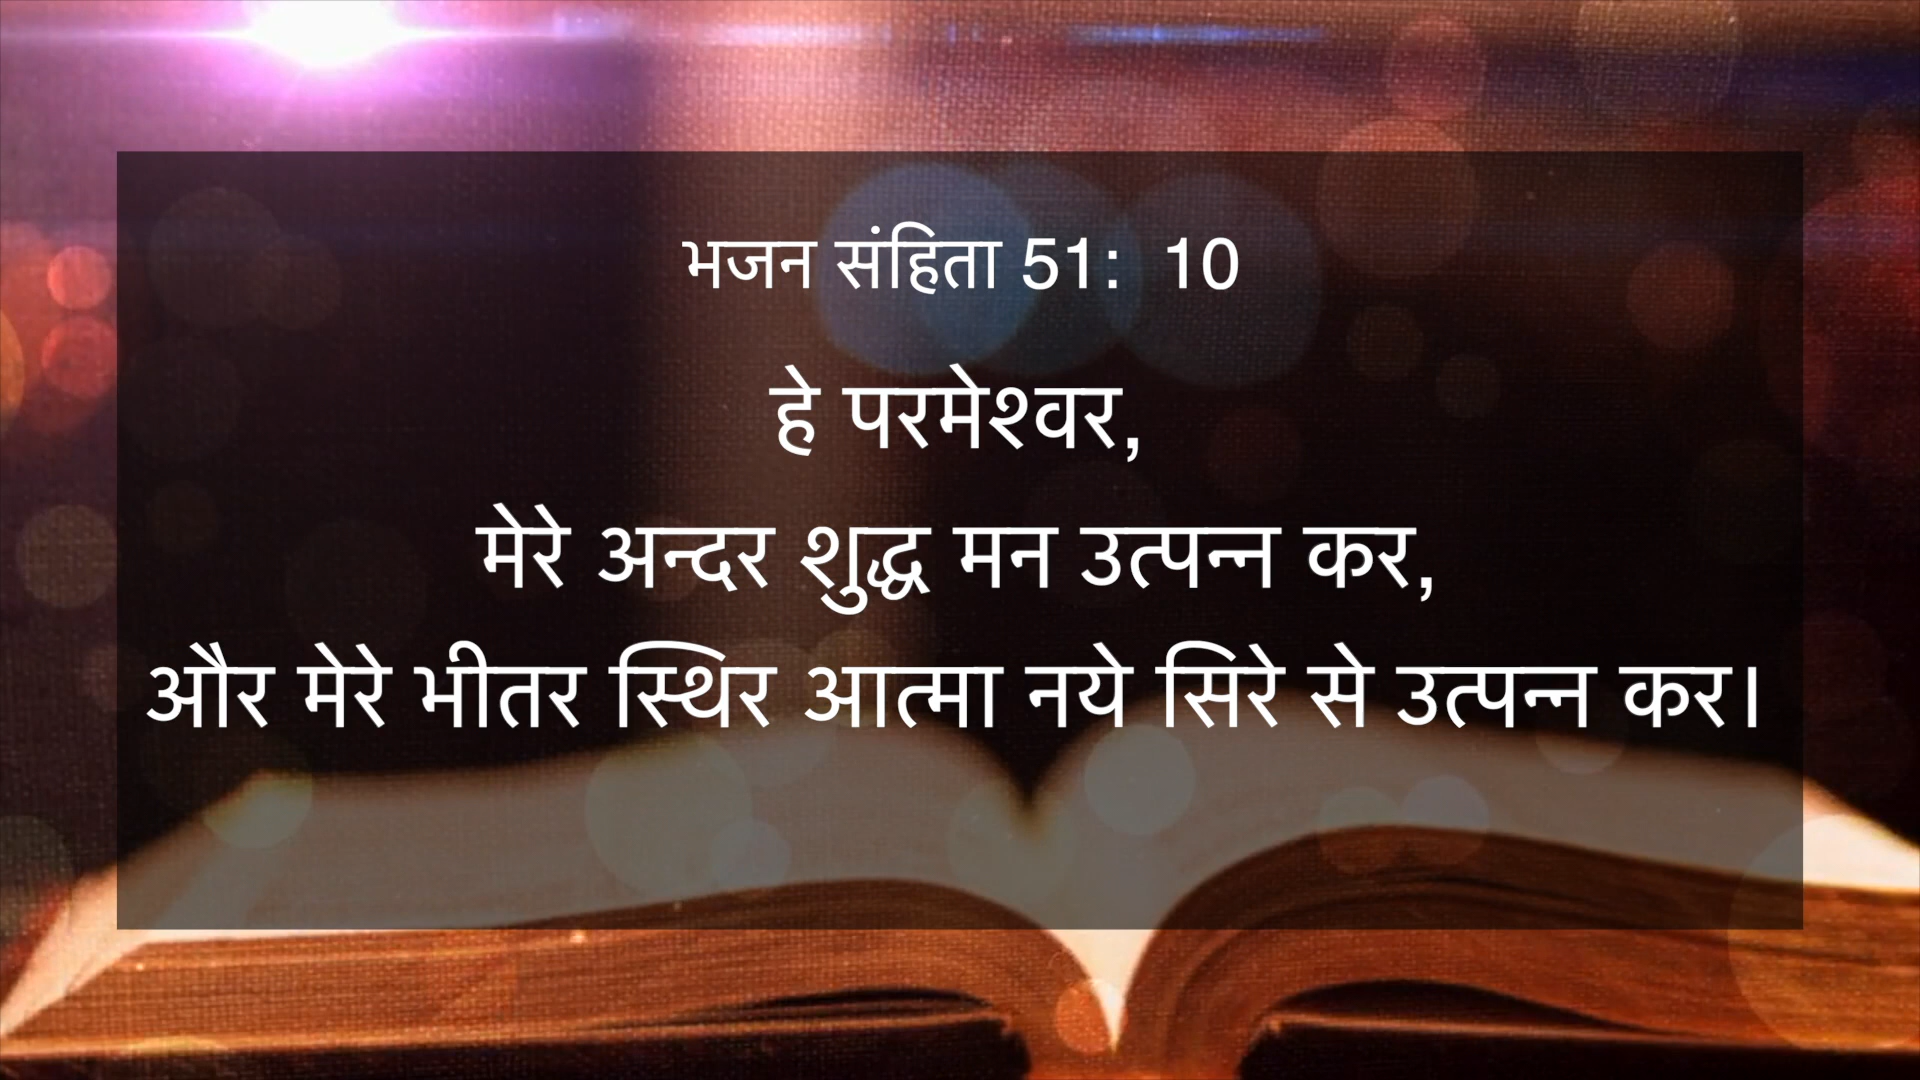 भजन संहिता 51:  10
हे परमेश्वर,
मेरे अन्दर शुद्ध मन उत्पन्न कर,
और मेरे भीतर स्थिर आत्मा नये सिरे से उत्पन्न कर।